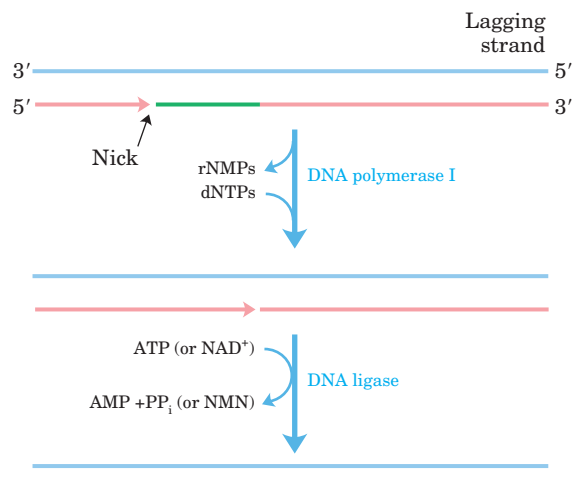 Lagging
strand
3′ 5′
5′ 3′
Nick
rNMPs
DNA polymerase I
dNTPs
ATP (or NAD⁺)
DNA ligase
AMP +PPᵢ (or NMN)